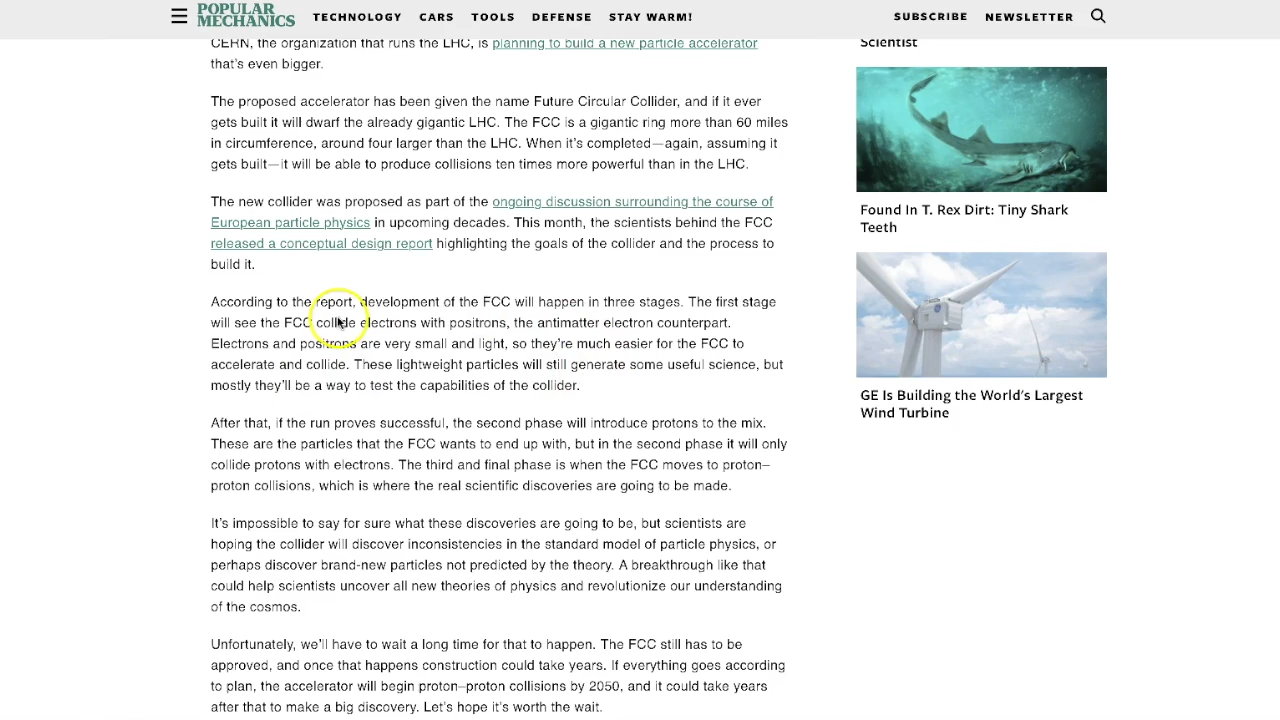 POPULAR
MECHANICS
TECHNOLOGY CARS TOOLS DEFENSE STAY WARM! SUBSCRIBE NEWSLETTER
CERN, the organization that runs the LHC, is planning to build a new particle accelerator
that's even bigger.
The proposed accelerator has been given the name Future Circular Collider, and if it ever
gets built it will dwarf the already gigantic LHC. The FCC is a gigantic ring more than 60 miles
in circumference, around four larger than the LHC. When it's completed—again, assuming it
gets built—it will be able to produce collisions ten times more powerful than in the LHC.
The new collider was proposed as part of the ongoing discussion surrounding the course of
European particle physics in upcoming decades. This month, the scientists behind the FCC
released a conceptual design report highlighting the goals of the collider and the process to
build it.
According to the report, development of the FCC will happen in three stages. The first stage
will see the FCC collide electrons with positrons, the antimatter electron counterpart.
Electrons and positrons are very small and light, so they're much easier for the FCC to
accelerate and collide. These lightweight particles will still generate some useful science, but
mostly they'll be a way to test the capabilities of the collider.
After that, if the run proves successful, the second phase will introduce protons to the mix.
These are the particles that the FCC wants to end up with, but in the second phase it will only
collide protons with electrons. The third and final phase is when the FCC moves to proton–
proton collisions, which is where the real scientific discoveries are going to be made.
It's impossible to say for sure what these discoveries are going to be, but scientists are
hoping the collider will discover inconsistencies in the standard model of particle physics, or
perhaps discover brand-new particles not predicted by the theory. A breakthrough like that
could help scientists uncover all new theories of physics and revolutionize our understanding
of the cosmos.
Unfortunately, we'll have to wait a long time for that to happen. The FCC still has to be
approved, and once that happens construction could take years. If everything goes according
to plan, the accelerator will begin proton–proton collisions by 2050, and it could take years
after that to make a big discovery. Let's hope it's worth the wait.
Scientist
Found In T. Rex Dirt: Tiny Shark
Teeth
GE Is Building the World's Largest
Wind Turbine